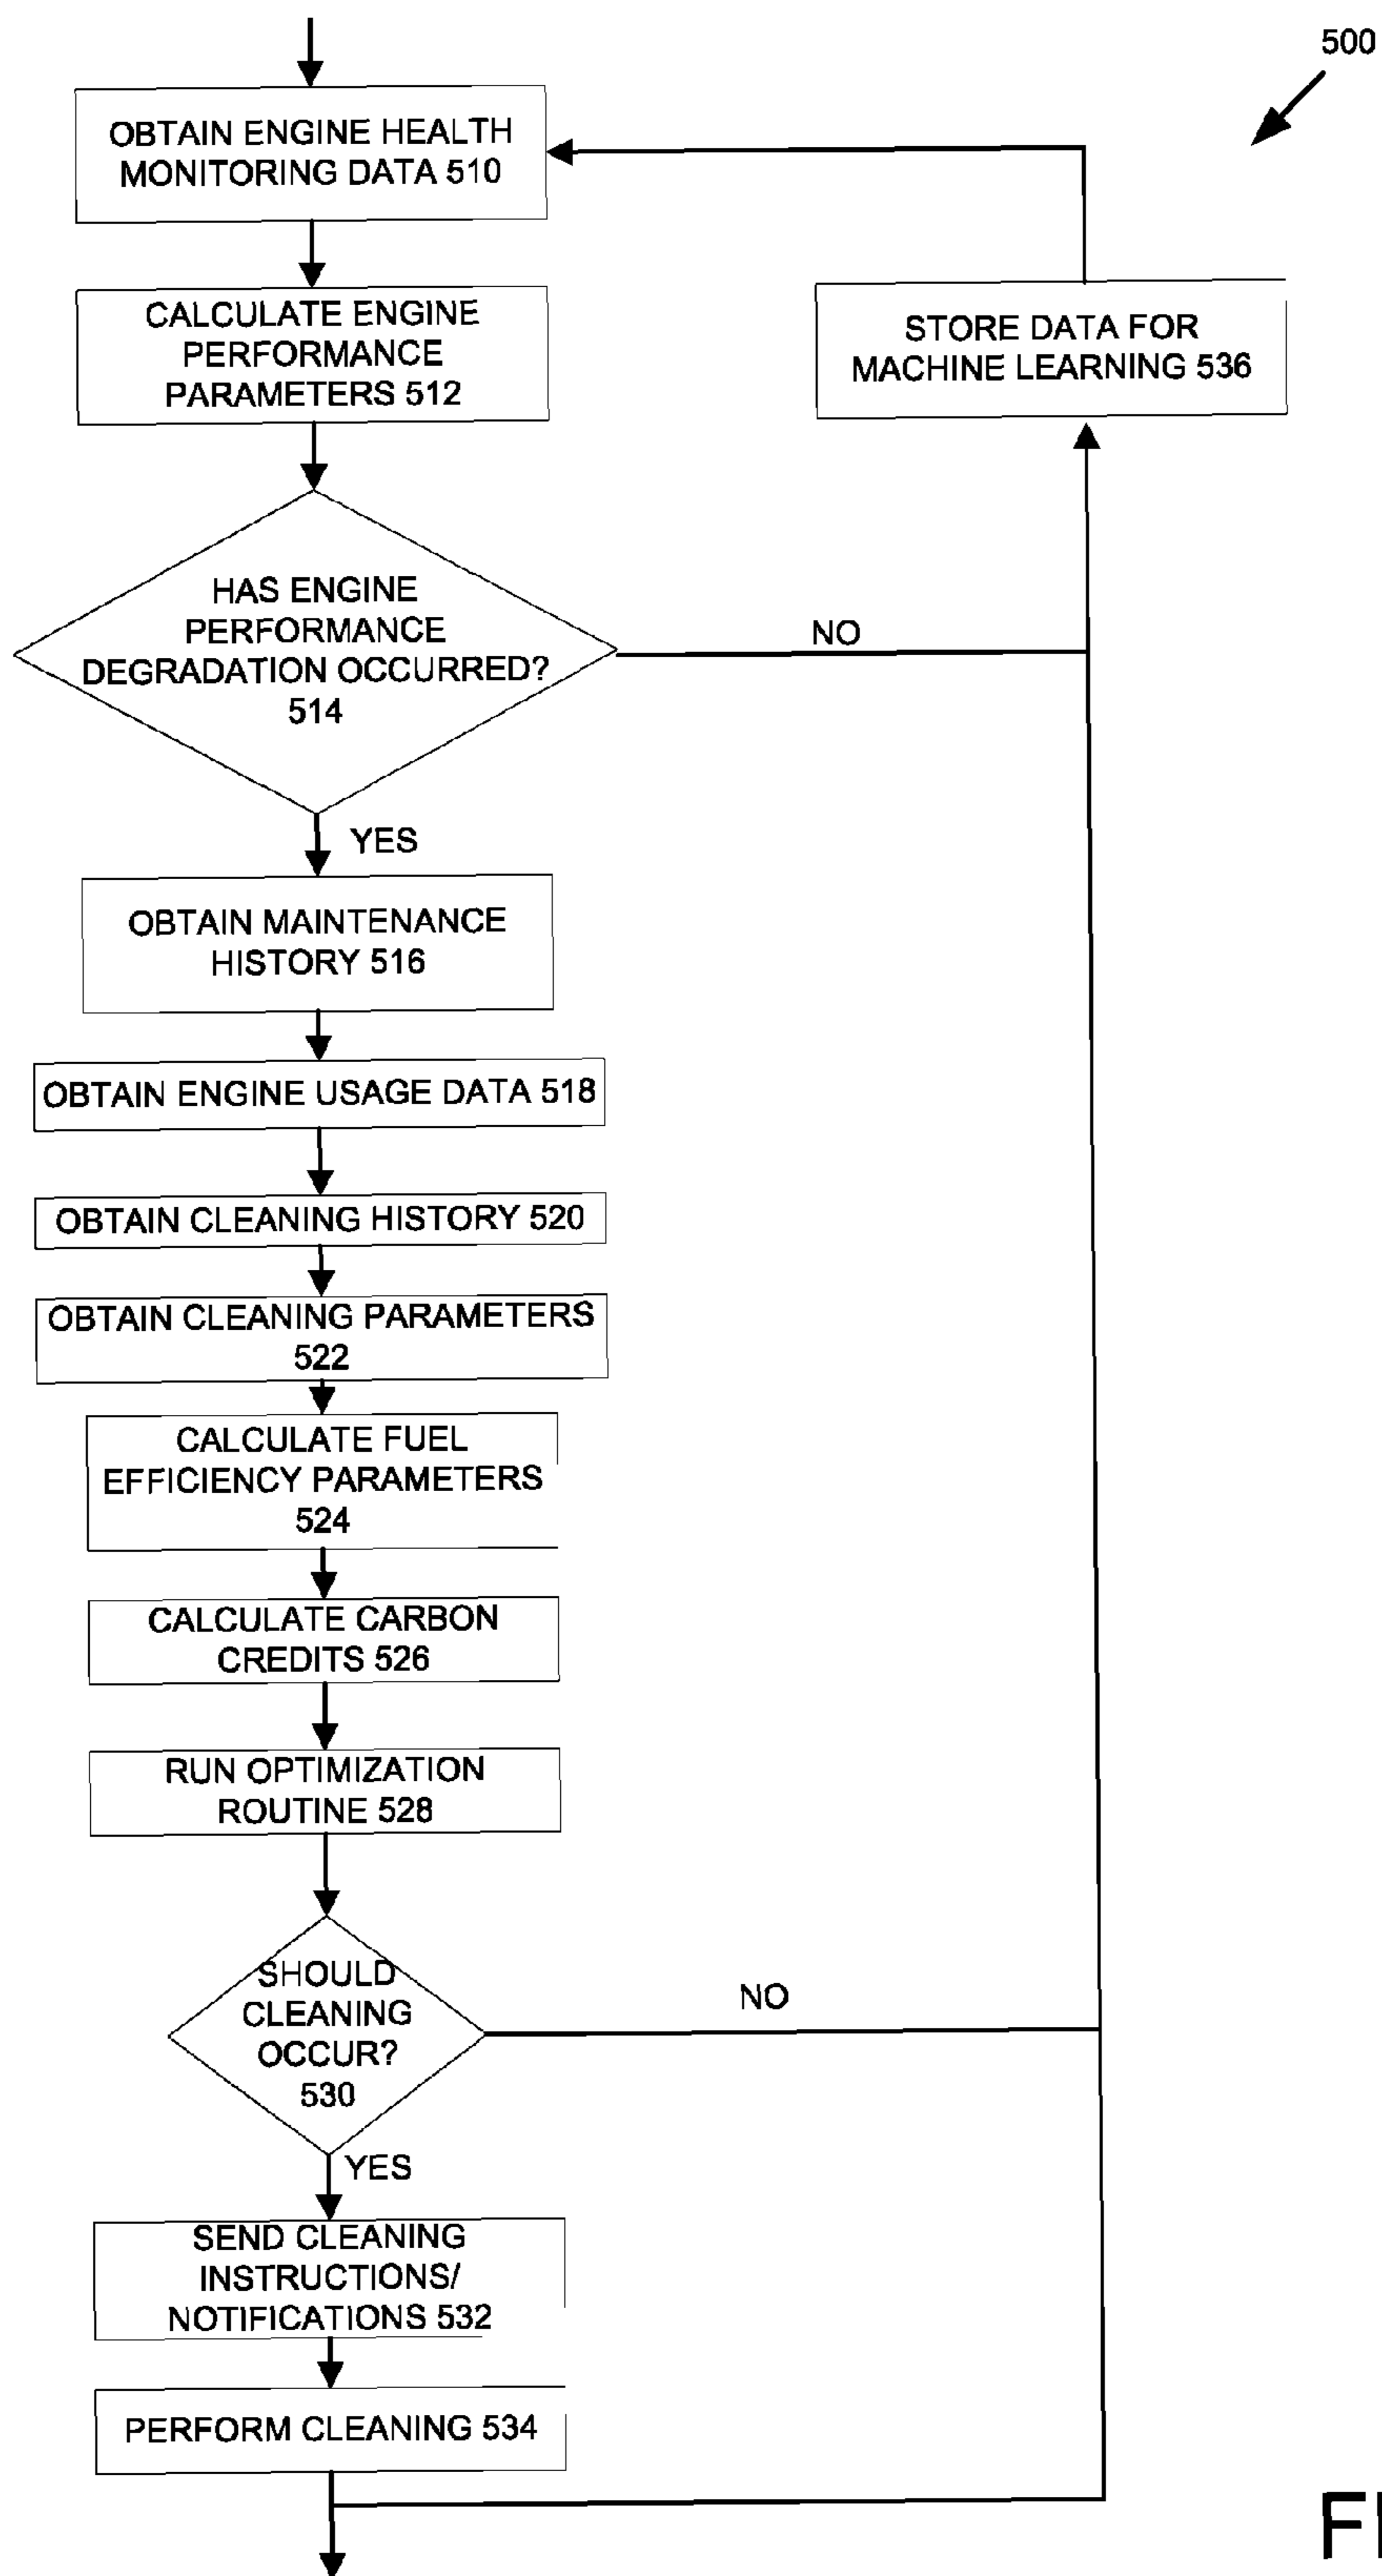 500
OBTAIN ENGINE HEALTH
MONITORING DATA 510
CALCULATE ENGINE
PERFORMANCE
PARAMETERS 512
STORE DATA FOR
MACHINE LEARNING 536
HAS ENGINE
PERFORMANCE
DEGRADATION OCCURRED?
514
NO
YES
OBTAIN MAINTENANCE
HISTORY 516
OBTAIN ENGINE USAGE DATA 518
OBTAIN CLEANING HISTORY 520
OBTAIN CLEANING PARAMETERS
522
CALCULATE FUEL
EFFICIENCY PARAMETERS
524
CALCULATE CARBON
CREDITS 526
RUN OPTIMIZATION
ROUTINE 528
SHOULD
CLEANING
OCCUR?
530
NO
YES
SEND CLEANING
INSTRUCTIONS/
NOTIFICATIONS 532
PERFORM CLEANING 534